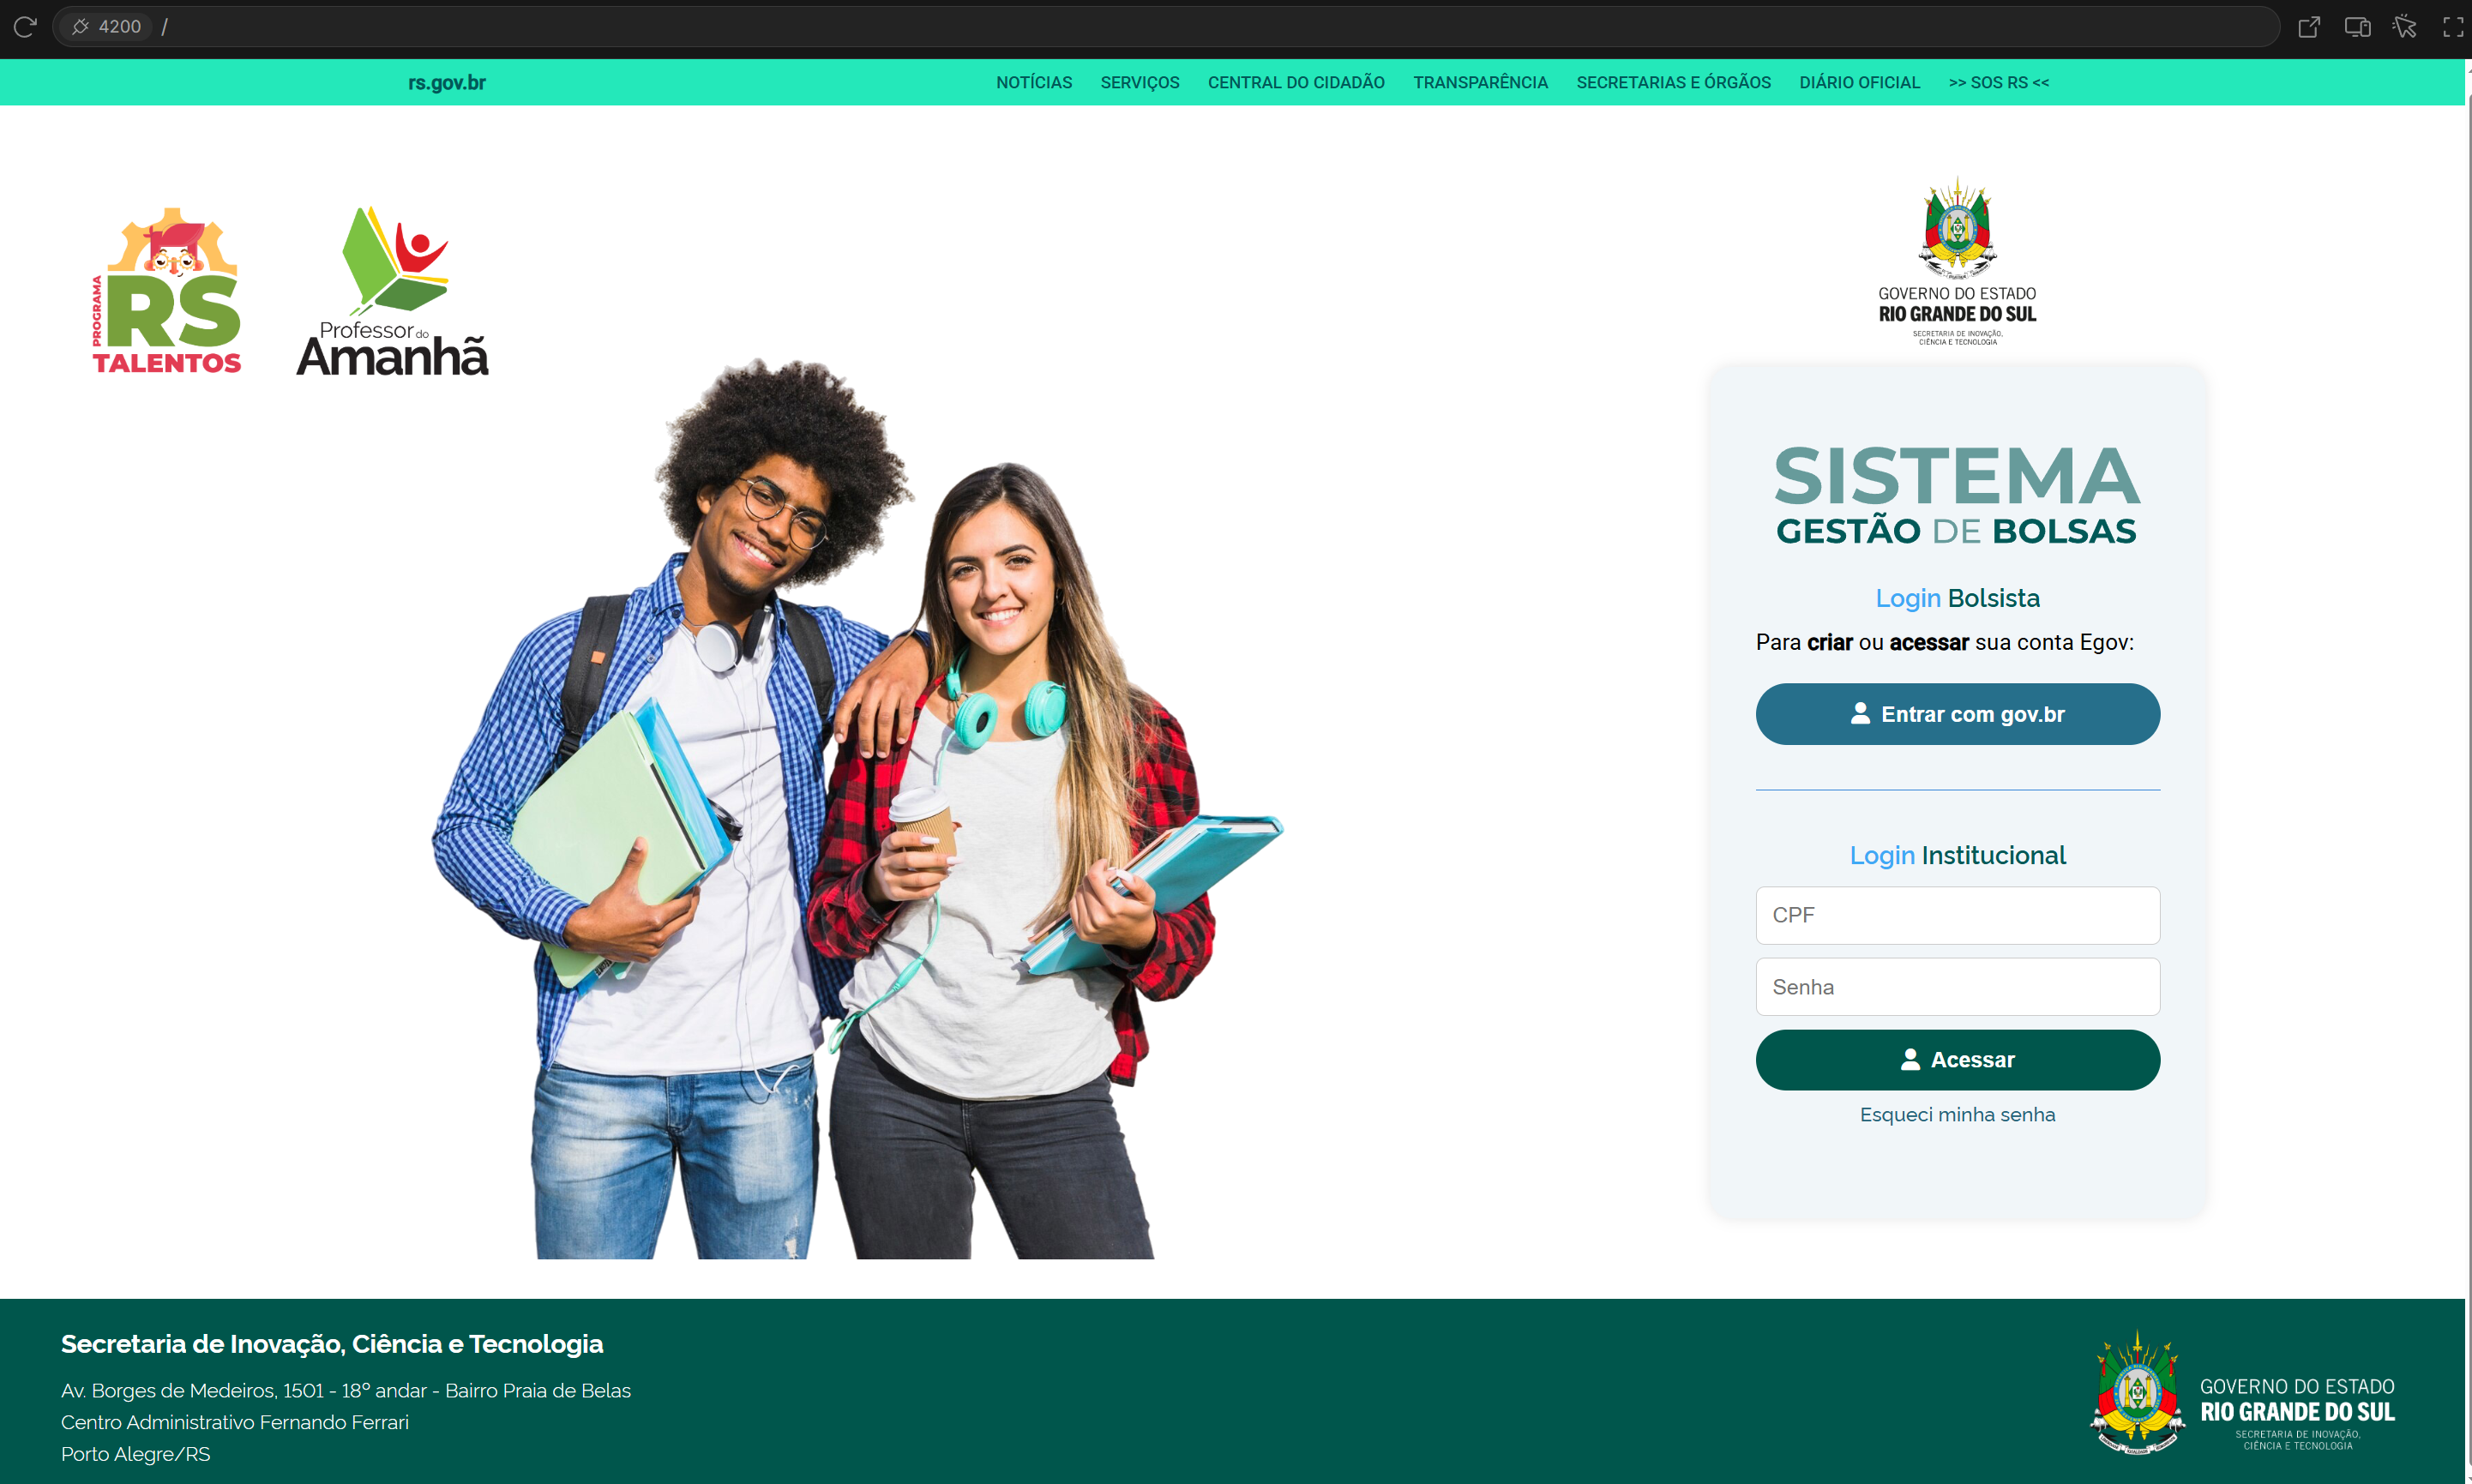 4200 /
rs.gov.br
NOTÍCIAS SERVIÇOS CENTRAL DO CIDADÃO TRANSPARÊNCIA SECRETARIAS E ÓRGÃOS DIÁRIO OFICIAL >> SOS RS <<
PROGRAMA
RS
TALENTOS
Professor do
Amanhã
GOVERNO DO ESTADO
RIO GRANDE DO SUL
SECRETARIA DE INOVAÇÃO,
CIÊNCIA E TECNOLOGIA
SISTEMA
GESTÃO DE BOLSAS
Login Bolsista
Para criar ou acessar sua conta Egov:
Entrar com gov.br
Login Institucional
CPF
Senha
Acessar
Esqueci minha senha
Secretaria de Inovação, Ciência e Tecnologia
Av. Borges de Medeiros, 1501 - 18º andar - Bairro Praia de Belas
Centro Administrativo Fernando Ferrari
Porto Alegre/RS
GOVERNO DO ESTADO
RIO GRANDE DO SUL
SECRETARIA DE INOVAÇÃO,
CIÊNCIA E TECNOLOGIA